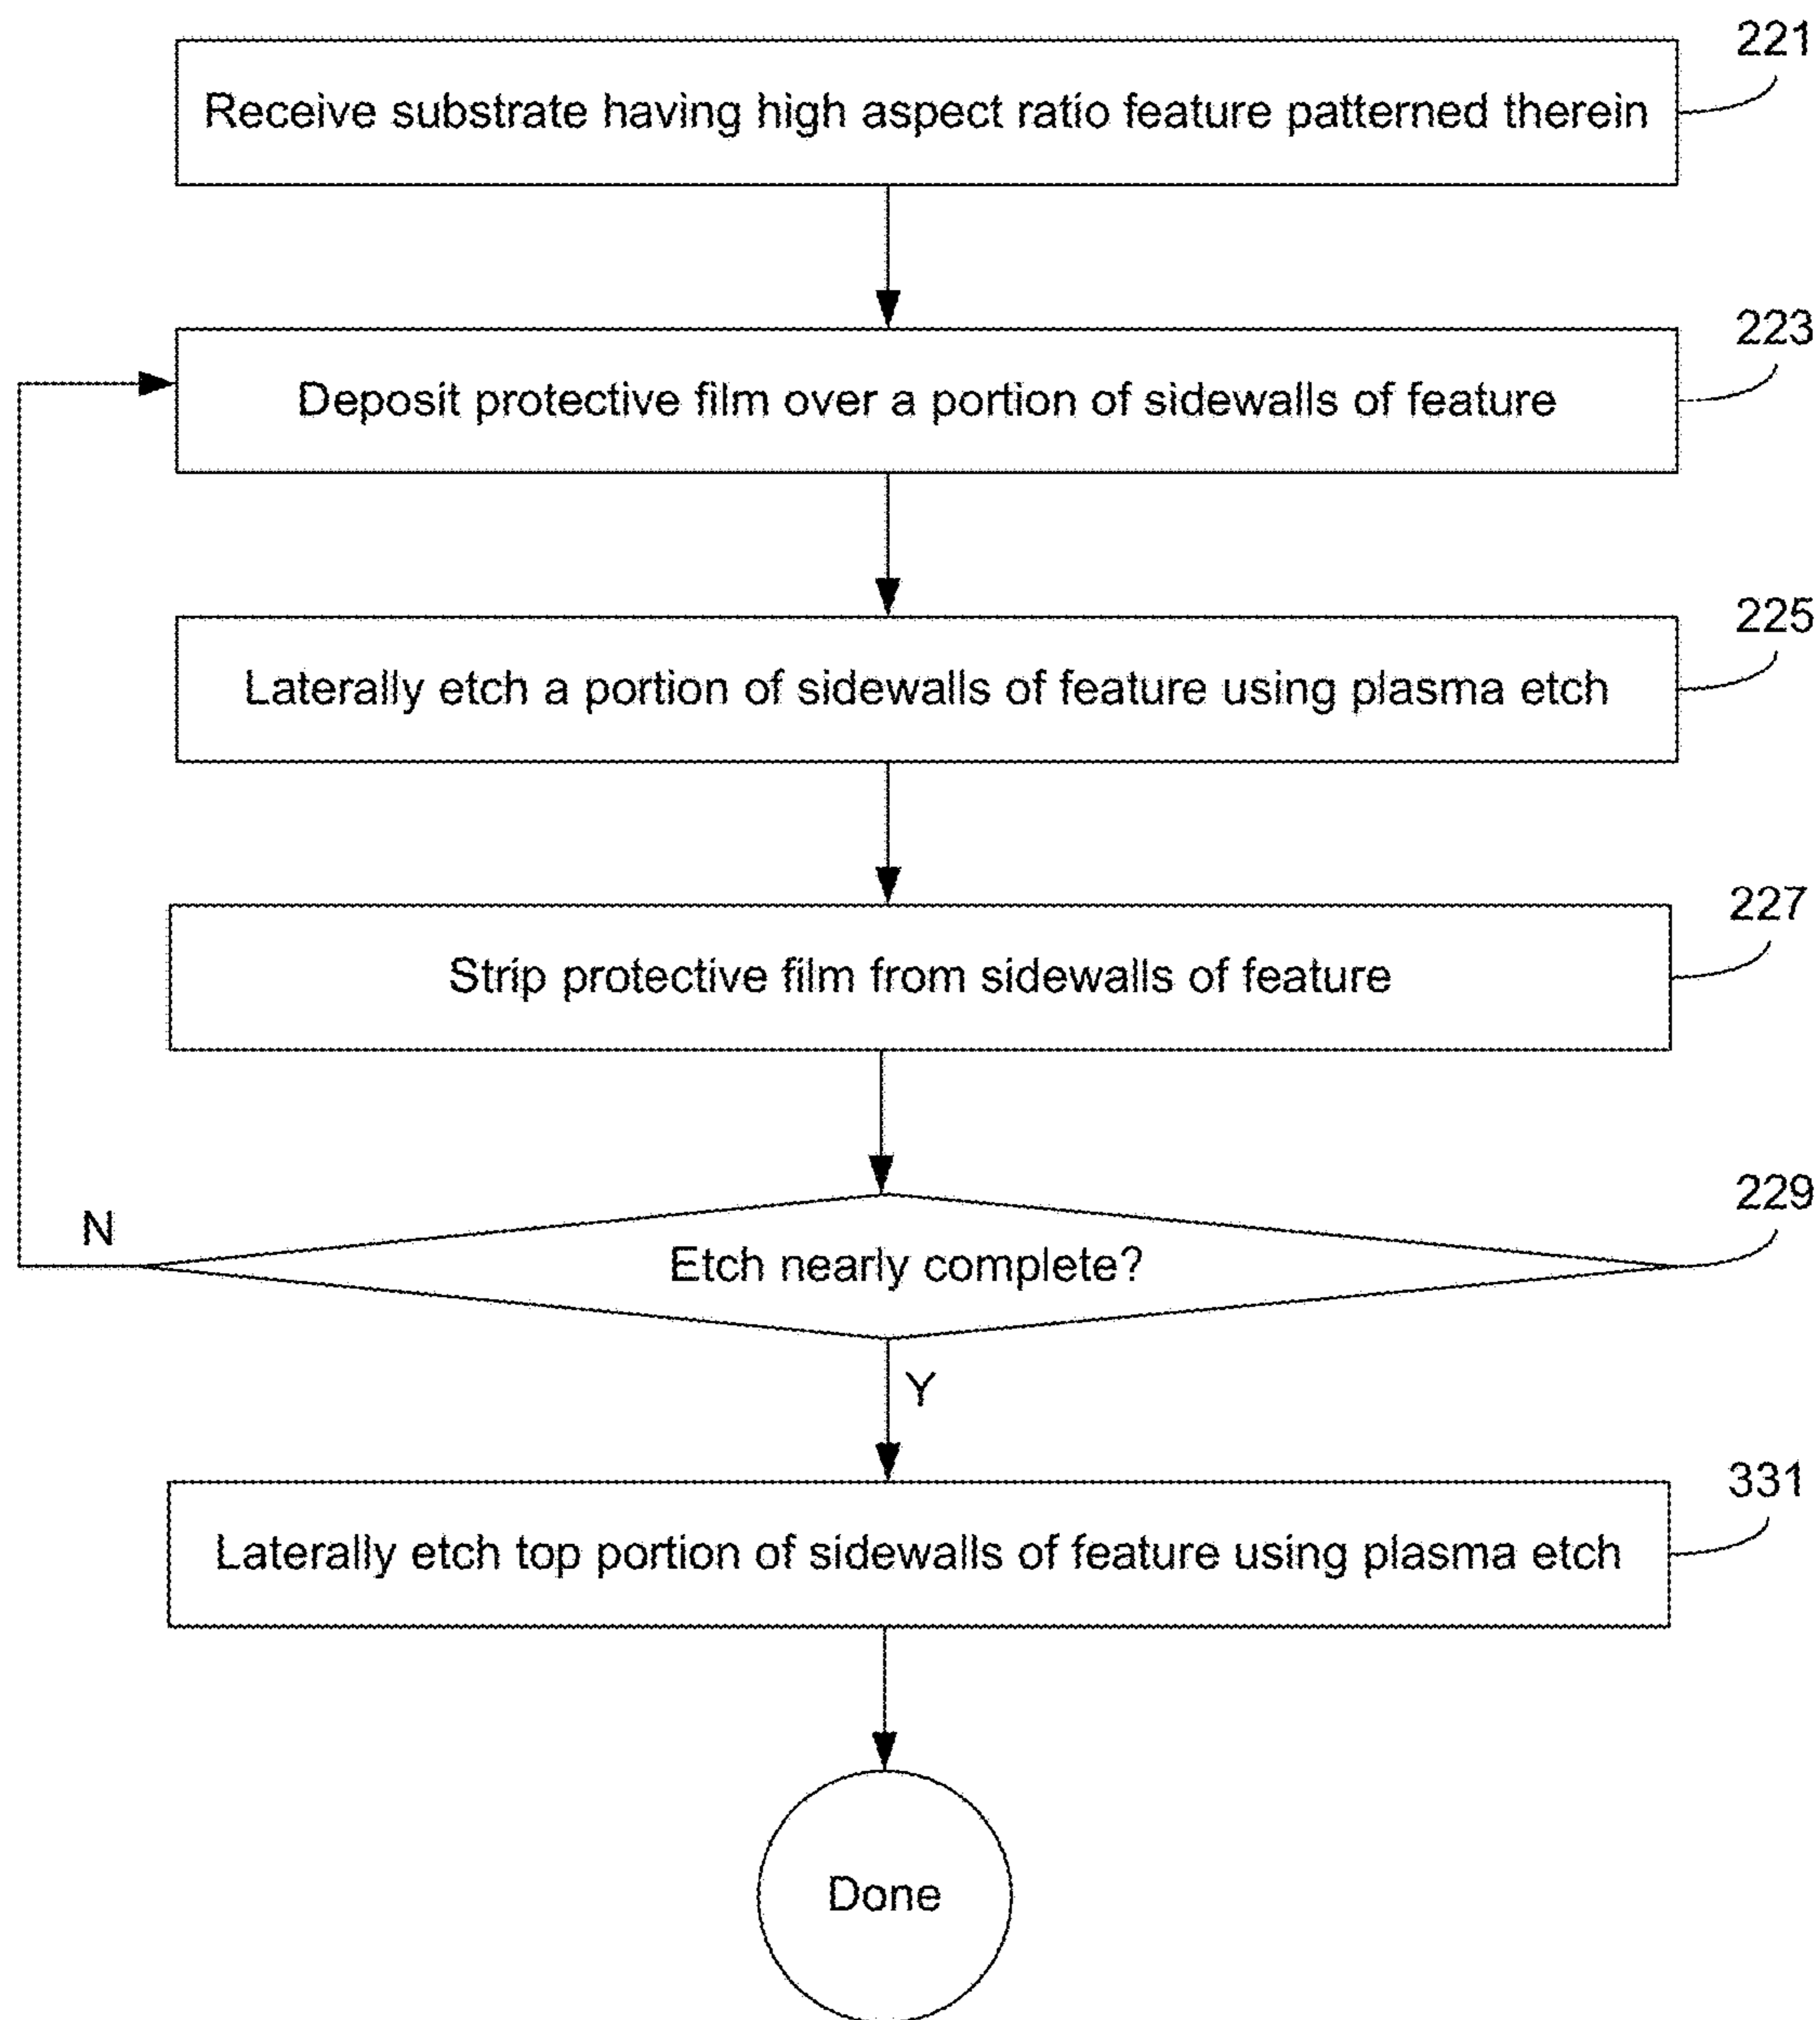 221
Receive substrate having high aspect ratio feature patterned therein
223
Deposit protective film over a portion of sidewalls of feature
225
Laterally etch a portion of sidewalls of feature using plasma etch
227
Strip protective film from sidewalls of feature
229
N
Etch nearly complete?
Y
331
Laterally etch top portion of sidewalls of feature using plasma etch
Done